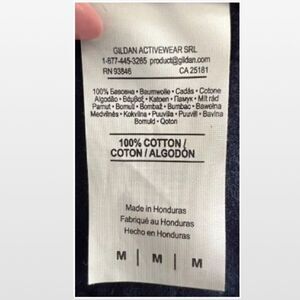 GILDAN ACTIVEWEAR SRL
1-877-445-3265 product@gildan.com
RN 93846 CA 25181
100% Бавовна • Baumwolle • Cadás • Cotone
Algodão • Βαμβάκι • Katoen • Памук • Mít rád
Pamut • Bomull • Bombaž • Bumbac • Bawełna
Medvilnės • Kokvilna • Puuvilla • Puuvill • Bavlna
Bomuld • Qoton
100% COTTON /
COTON / ALGODÓN
Made in Honduras
Fabriqué au Honduras
Hecho en Honduras
M | M | M